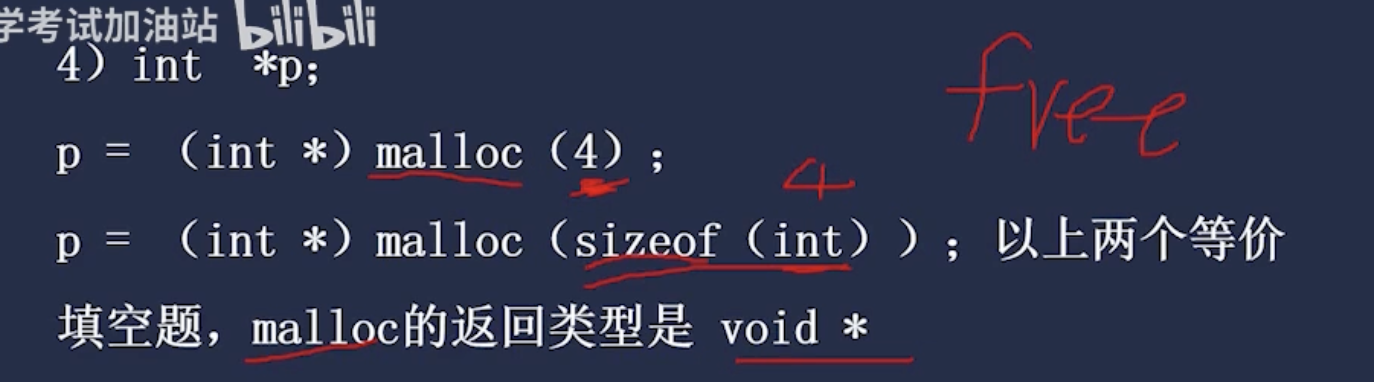 学考试加油站 bilibili
4）int *p;
free
p = （int *）malloc（4）;
4
p = （int *）malloc（sizeof（int））; 以上两个等价
填空题，malloc的返回类型是 void *